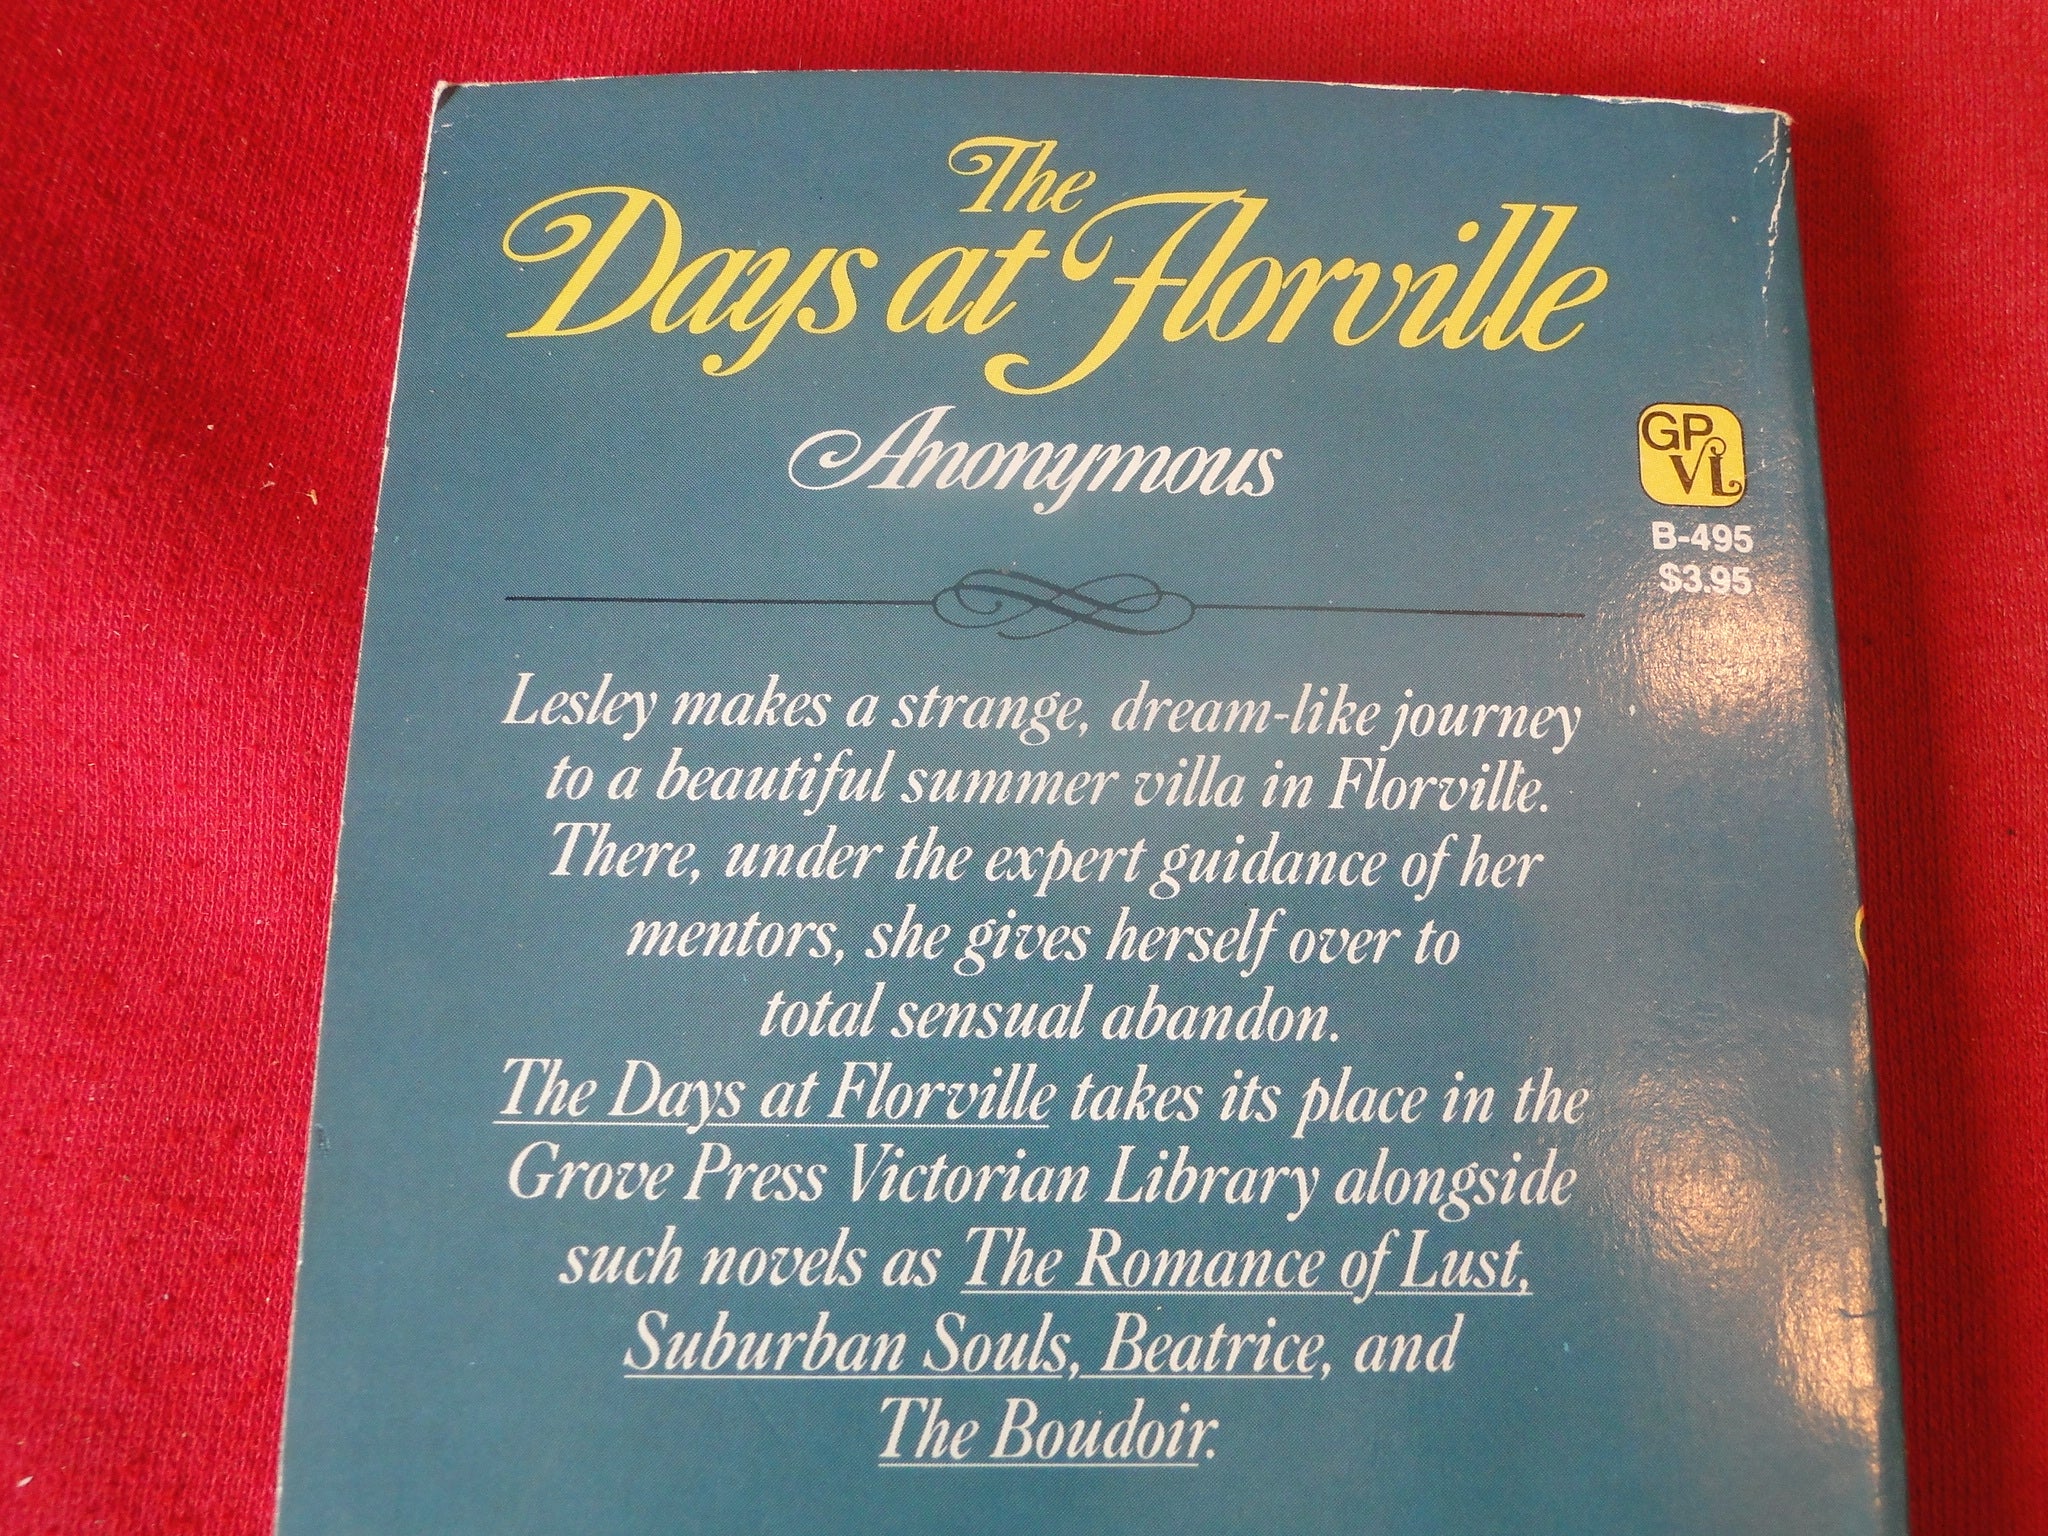 The
Days at Florville
Anonymous
GP
VL
B-495
$3.95
Lesley makes a strange, dream-like journey
to a beautiful summer villa in Florville.
There, under the expert guidance of her
mentors, she gives herself over to
total sensual abandon.
The Days at Florville takes its place in the
Grove Press Victorian Library alongside
such novels as The Romance of Lust,
Suburban Souls, Beatrice, and
The Boudoir.